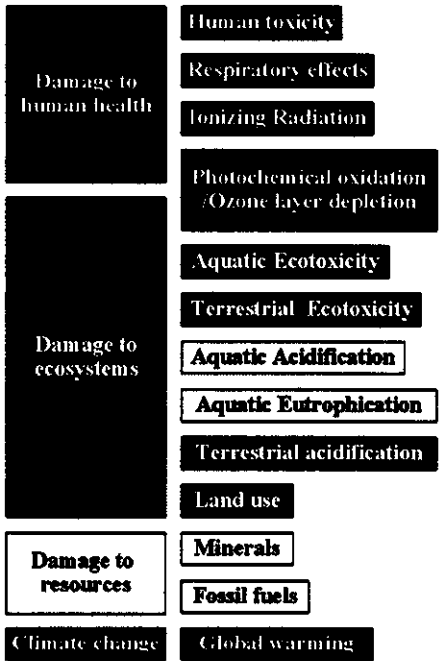 Damage to
human health
Human toxicity
Respiratory effects
Ionizing Radiation
Photochemical oxidation
/Ozone layer depletion
Damage to
ecosystems
Aquatic Ecotoxicity
Terrestrial Ecotoxicity
Aquatic Acidification
Aquatic Eutrophication
Terrestrial acidification
Land use
Damage to
resources
Minerals
Fossil fuels
Climate change
Global warming